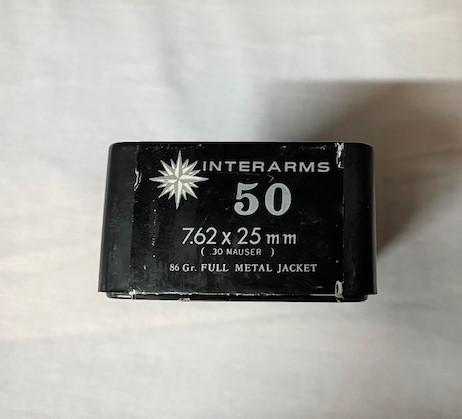 INTERARMS
50
7.62 x 25 mm
( .30 MAUSER )
86 Gr. FULL METAL JACKET